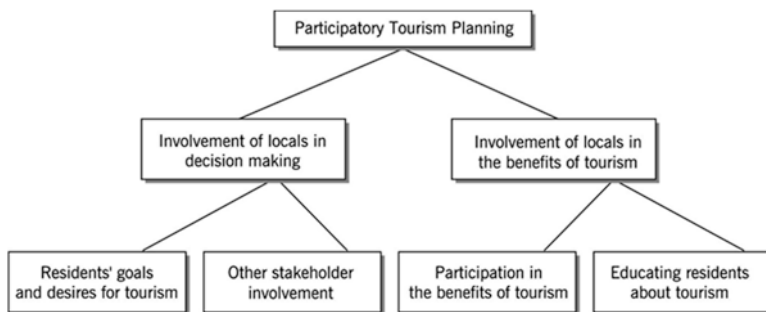 Participatory Tourism Planning
Involvement of locals in
decision making
Involvement of locals in
the benefits of tourism
Residents' goals
and desires for tourism
Other stakeholder
involvement
Participation in
the benefits of tourism
Educating residents
about tourism